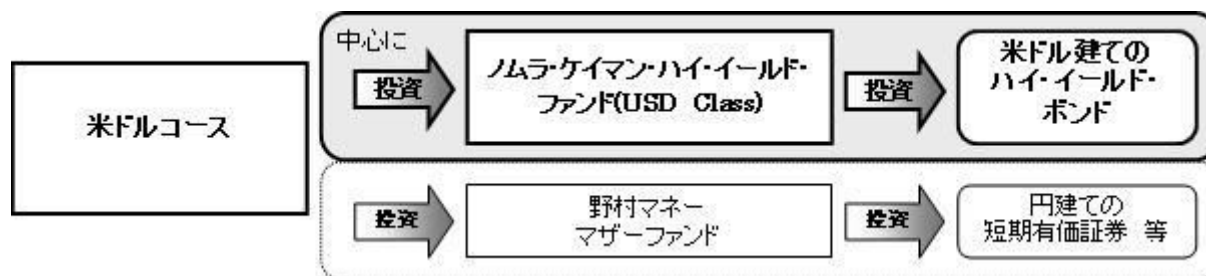 米ドルコース
中心に
投資
ノムラ・ケイマン・ハイ・イールド・
ファンド(USD Class)
投資
米ドル建ての
ハイ・イールド・
ボンド
投資
野村マネー
マザーファンド
投資
円建ての
短期有価証券 等